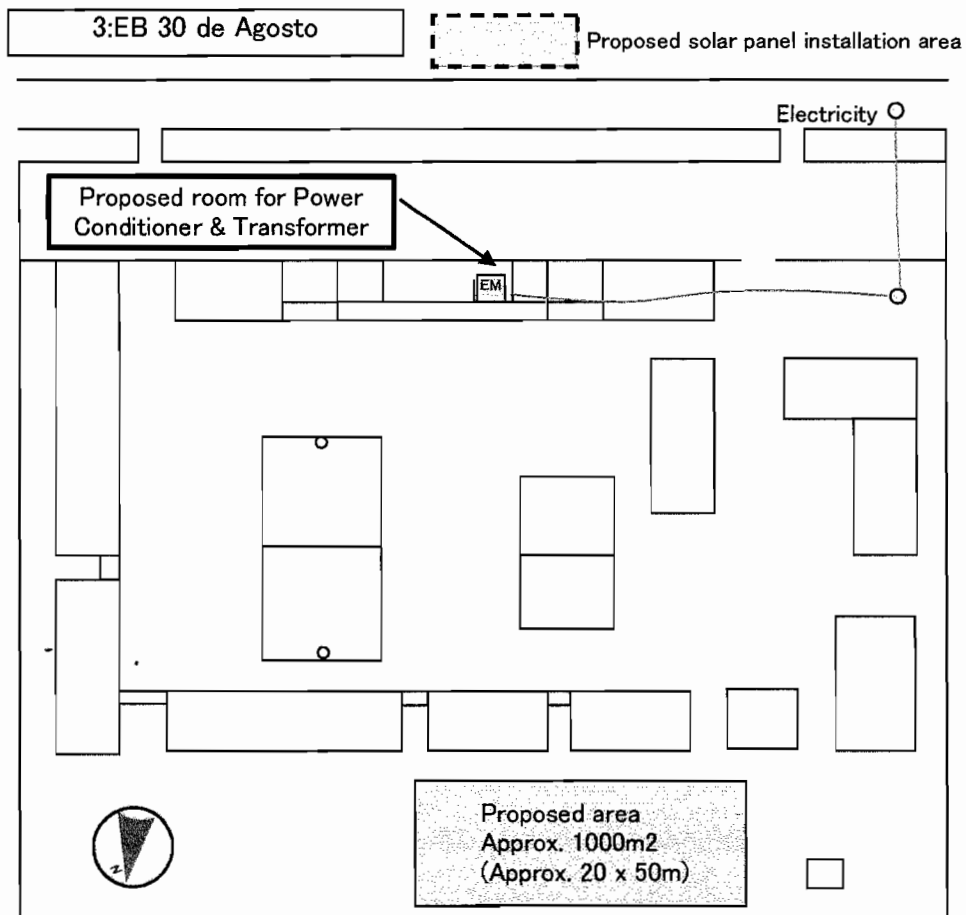 3:EB 30 de Agosto
Proposed solar panel installation area
Electricity
Proposed room for Power
Conditioner & Transformer
EM
Proposed area
Approx. 1000m2
(Approx. 20 x 50m)
N